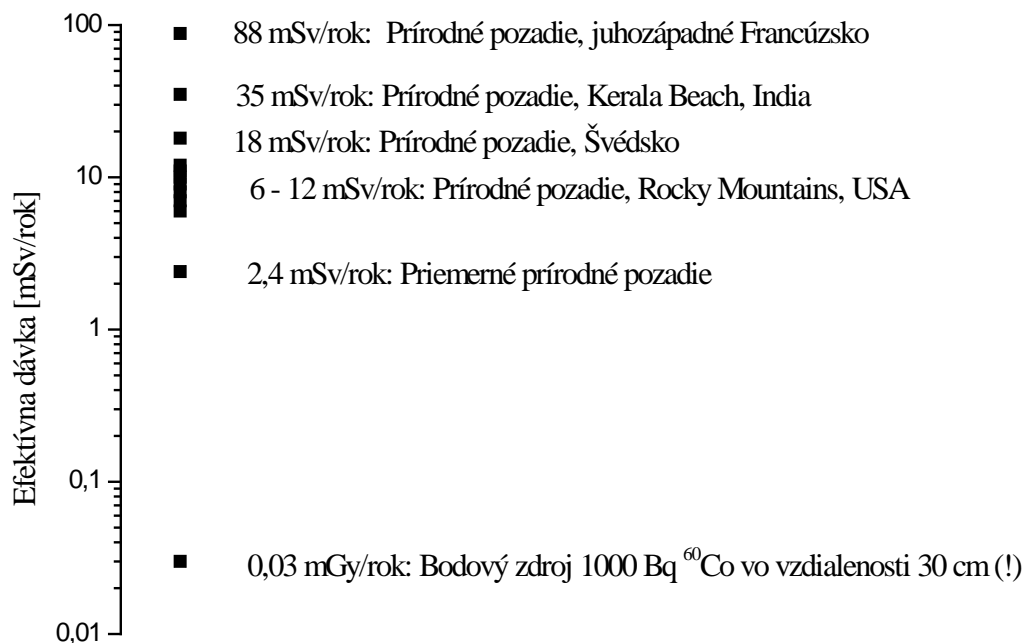 100
88 mSv/rok: Prírodné pozadie, juhozápadné Francúzsko
35 mSv/rok: Prírodné pozadie, Kerala Beach, India
18 mSv/rok: Prírodné pozadie, Švédsko
10
6 - 12 mSv/rok: Prírodné pozadie, Rocky Mountains, USA
2,4 mSv/rok: Priemerné prírodné pozadie
1
Efektívna dávka [mSv/rok]
0,1
0,03 mGy/rok: Bodový zdroj 1000 Bq ⁶⁰Co vo vzdialenosti 30 cm (!)
0,01